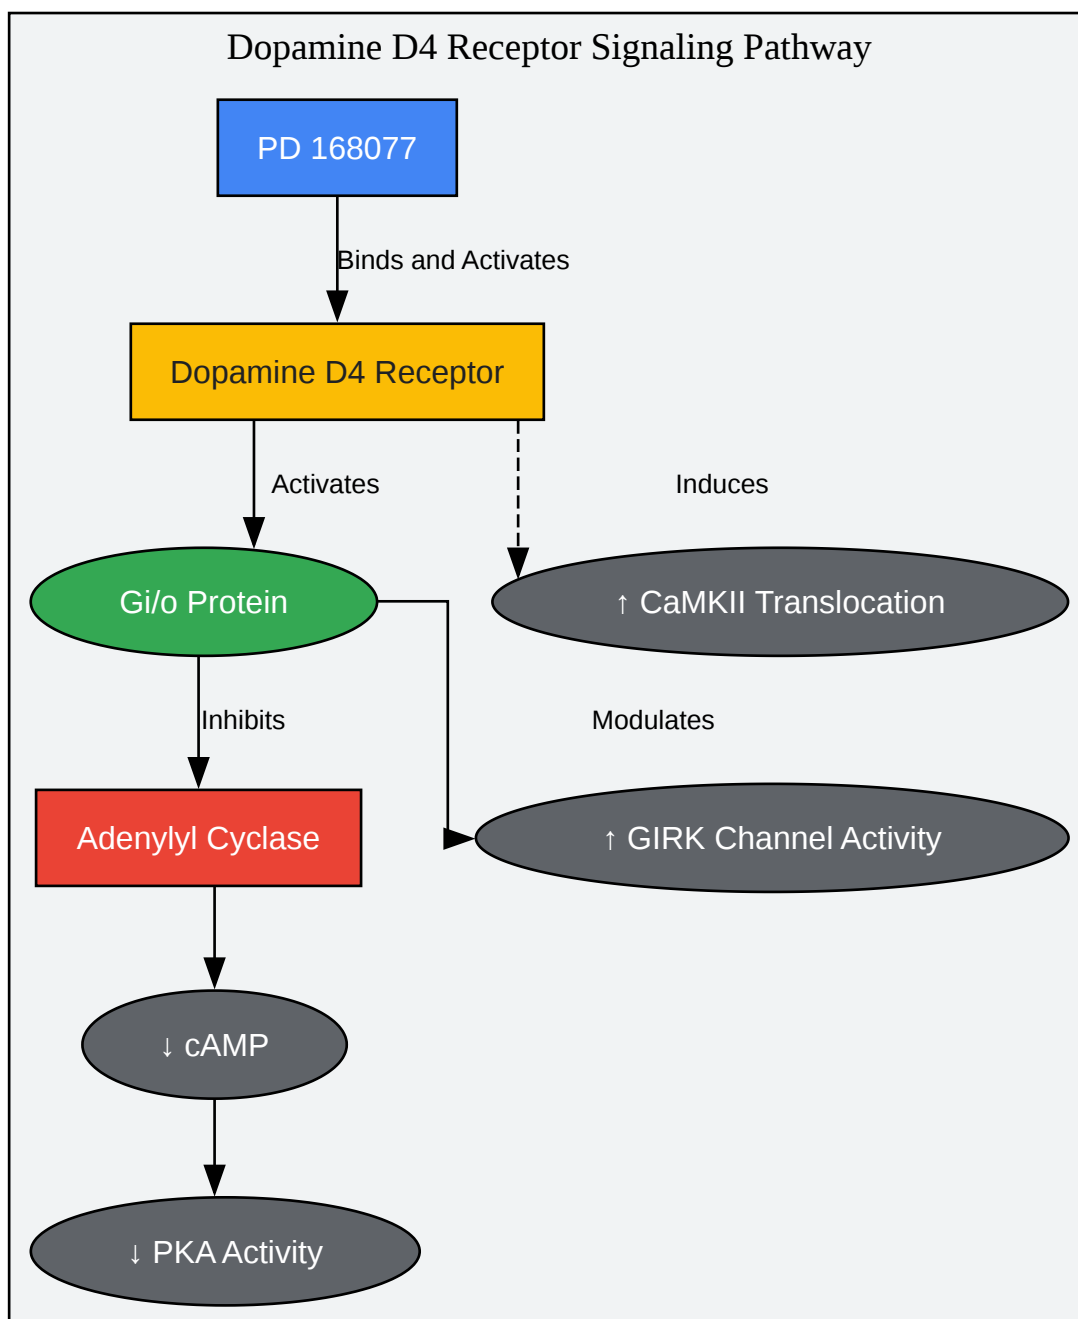 Dopamine D4 Receptor Signaling Pathway
PD 168077
Binds and Activates
Dopamine D4 Receptor
Activates
Induces
Gi/o Protein
↑ CaMKII Translocation
Inhibits
Modulates
Adenylyl Cyclase
↑ GIRK Channel Activity
↓ cAMP
↓ PKA Activity